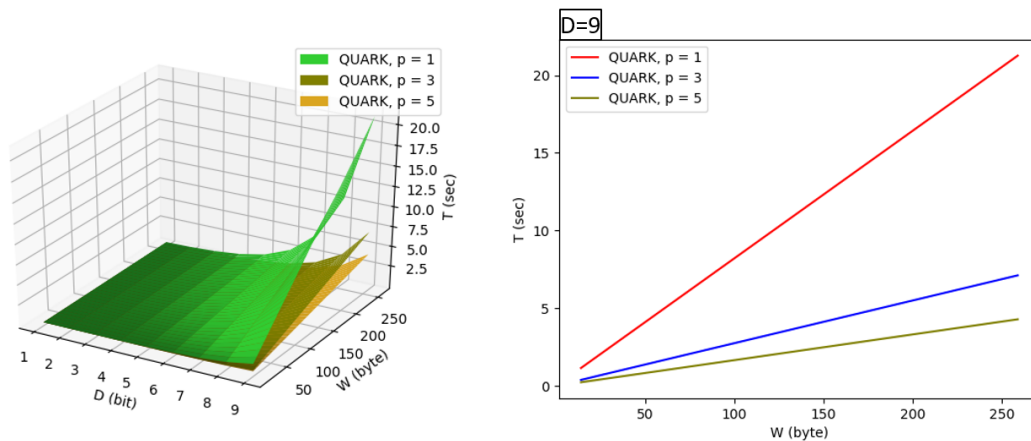 QUARK, p = 1
QUARK, p = 3
QUARK, p = 5
20.0
17.5
15.0
12.5
10.0
7.5
5.0
2.5
T (sec)
250
200
150
100
50
W (byte)
1
2
3
4
5
6
7
8
9
D (bit)
D=9
QUARK, p = 1
QUARK, p = 3
QUARK, p = 5
20
15
10
5
0
T (sec)
50
100
150
200
250
W (byte)